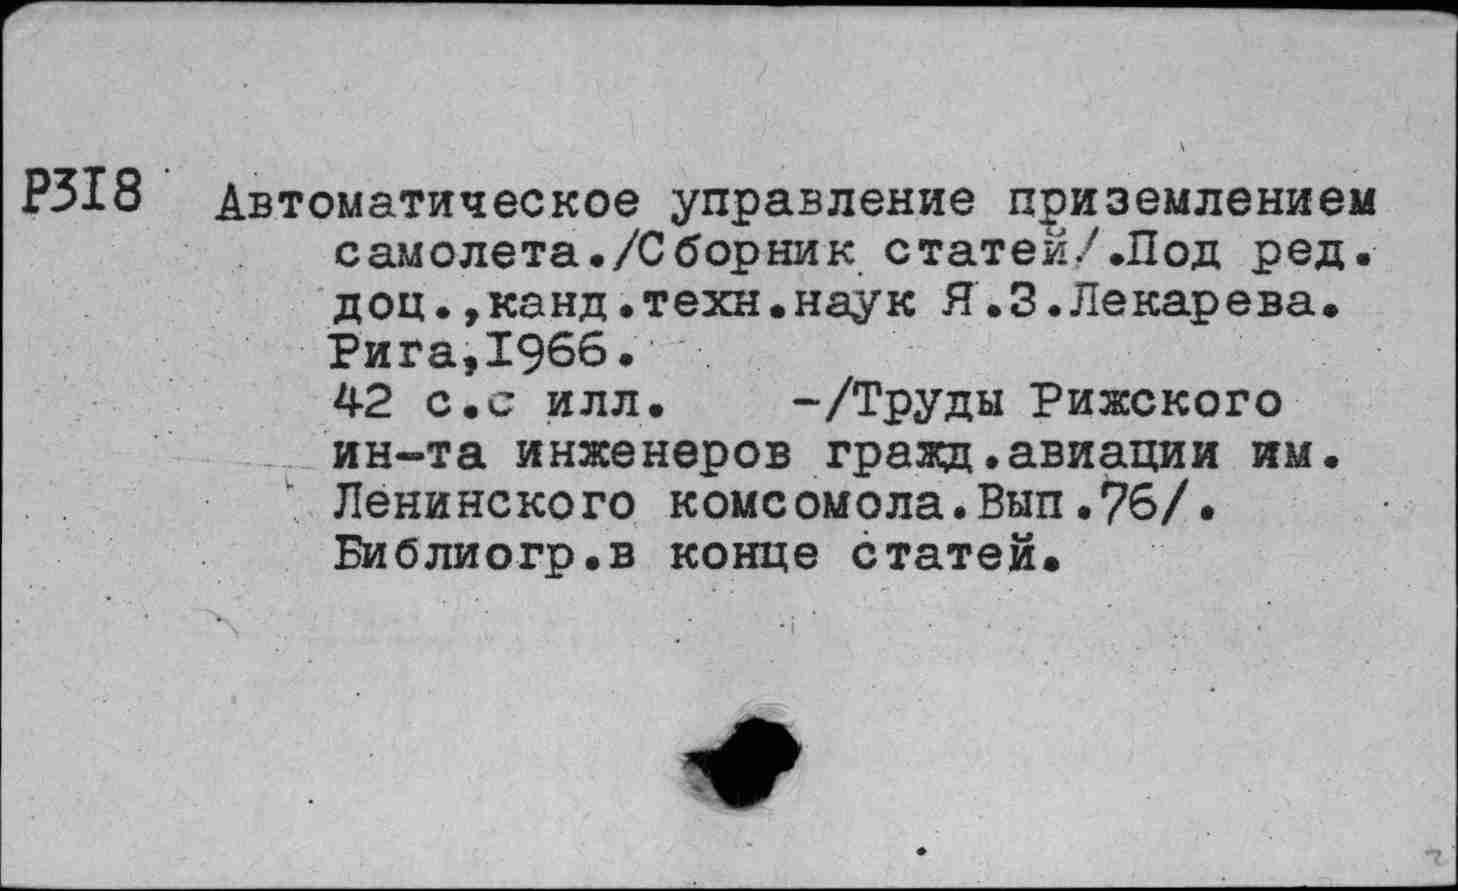 Р318 Автоматическое управление приземлением
самолета./Сборник статей/.Под ред.
доц.,канд.техн.наук Я.З.Лекарева.
Рига,1966.
42 с.с илл. -/Труды Рижского
ин-та инженеров гражд.авиации им.
Ленинского комсомола.Вып.76/.
Библиогр.в конце статей.